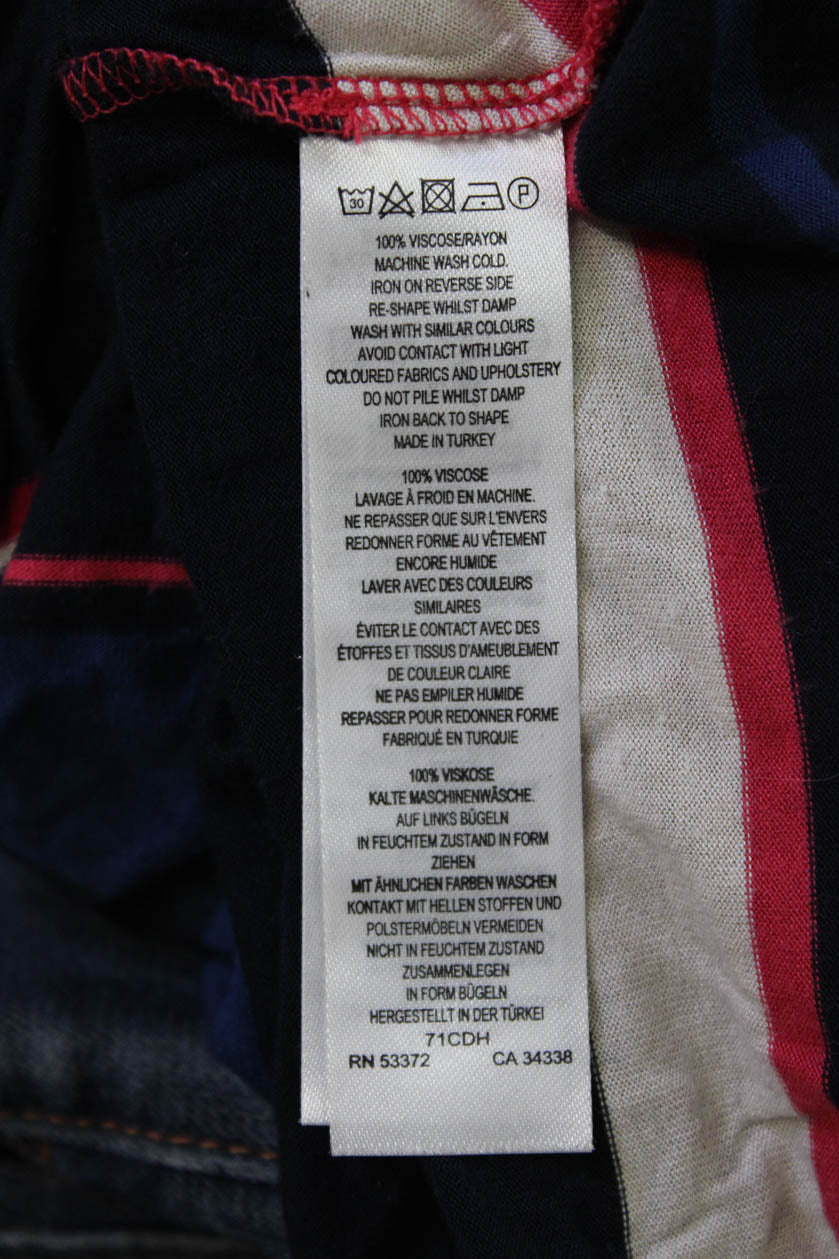 30 P
100% VISCOSE/RAYON
MACHINE WASH COLD.
IRON ON REVERSE SIDE
RE-SHAPE WHILST DAMP
WASH WITH SIMILAR COLOURS
AVOID CONTACT WITH LIGHT
COLOURED FABRICS AND UPHOLSTERY
DO NOT PILE WHILST DAMP
IRON BACK TO SHAPE
MADE IN TURKEY
100% VISCOSE
LAVAGE À FROID EN MACHINE.
NE REPASSER QUE SUR L'ENVERS
REDONNER FORME AU VÊTEMENT
ENCORE HUMIDE
LAVER AVEC DES COULEURS
SIMILAIRES
ÉVITER LE CONTACT AVEC DES
ÉTOFFES ET TISSUS D'AMEUBLEMENT
DE COULEUR CLAIRE
NE PAS EMPILER HUMIDE
REPASSER POUR REDONNER FORME
FABRIQUÉ EN TURQUIE
100% VISKOSE
KALTE MASCHINENWÄSCHE.
AUF LINKS BÜGELN
IN FEUCHTEM ZUSTAND IN FORM
ZIEHEN
MIT ÄHNLICHEN FARBEN WASCHEN
KONTAKT MIT HELLEN STOFFEN UND
POLSTERMÖBELN VERMEIDEN
NICHT IN FEUCHTEM ZUSTAND
ZUSAMMENLEGEN
IN FORM BÜGELN
HERGESTELLT IN DER TÜRKEI
71CDH
RN 53372 CA 34338